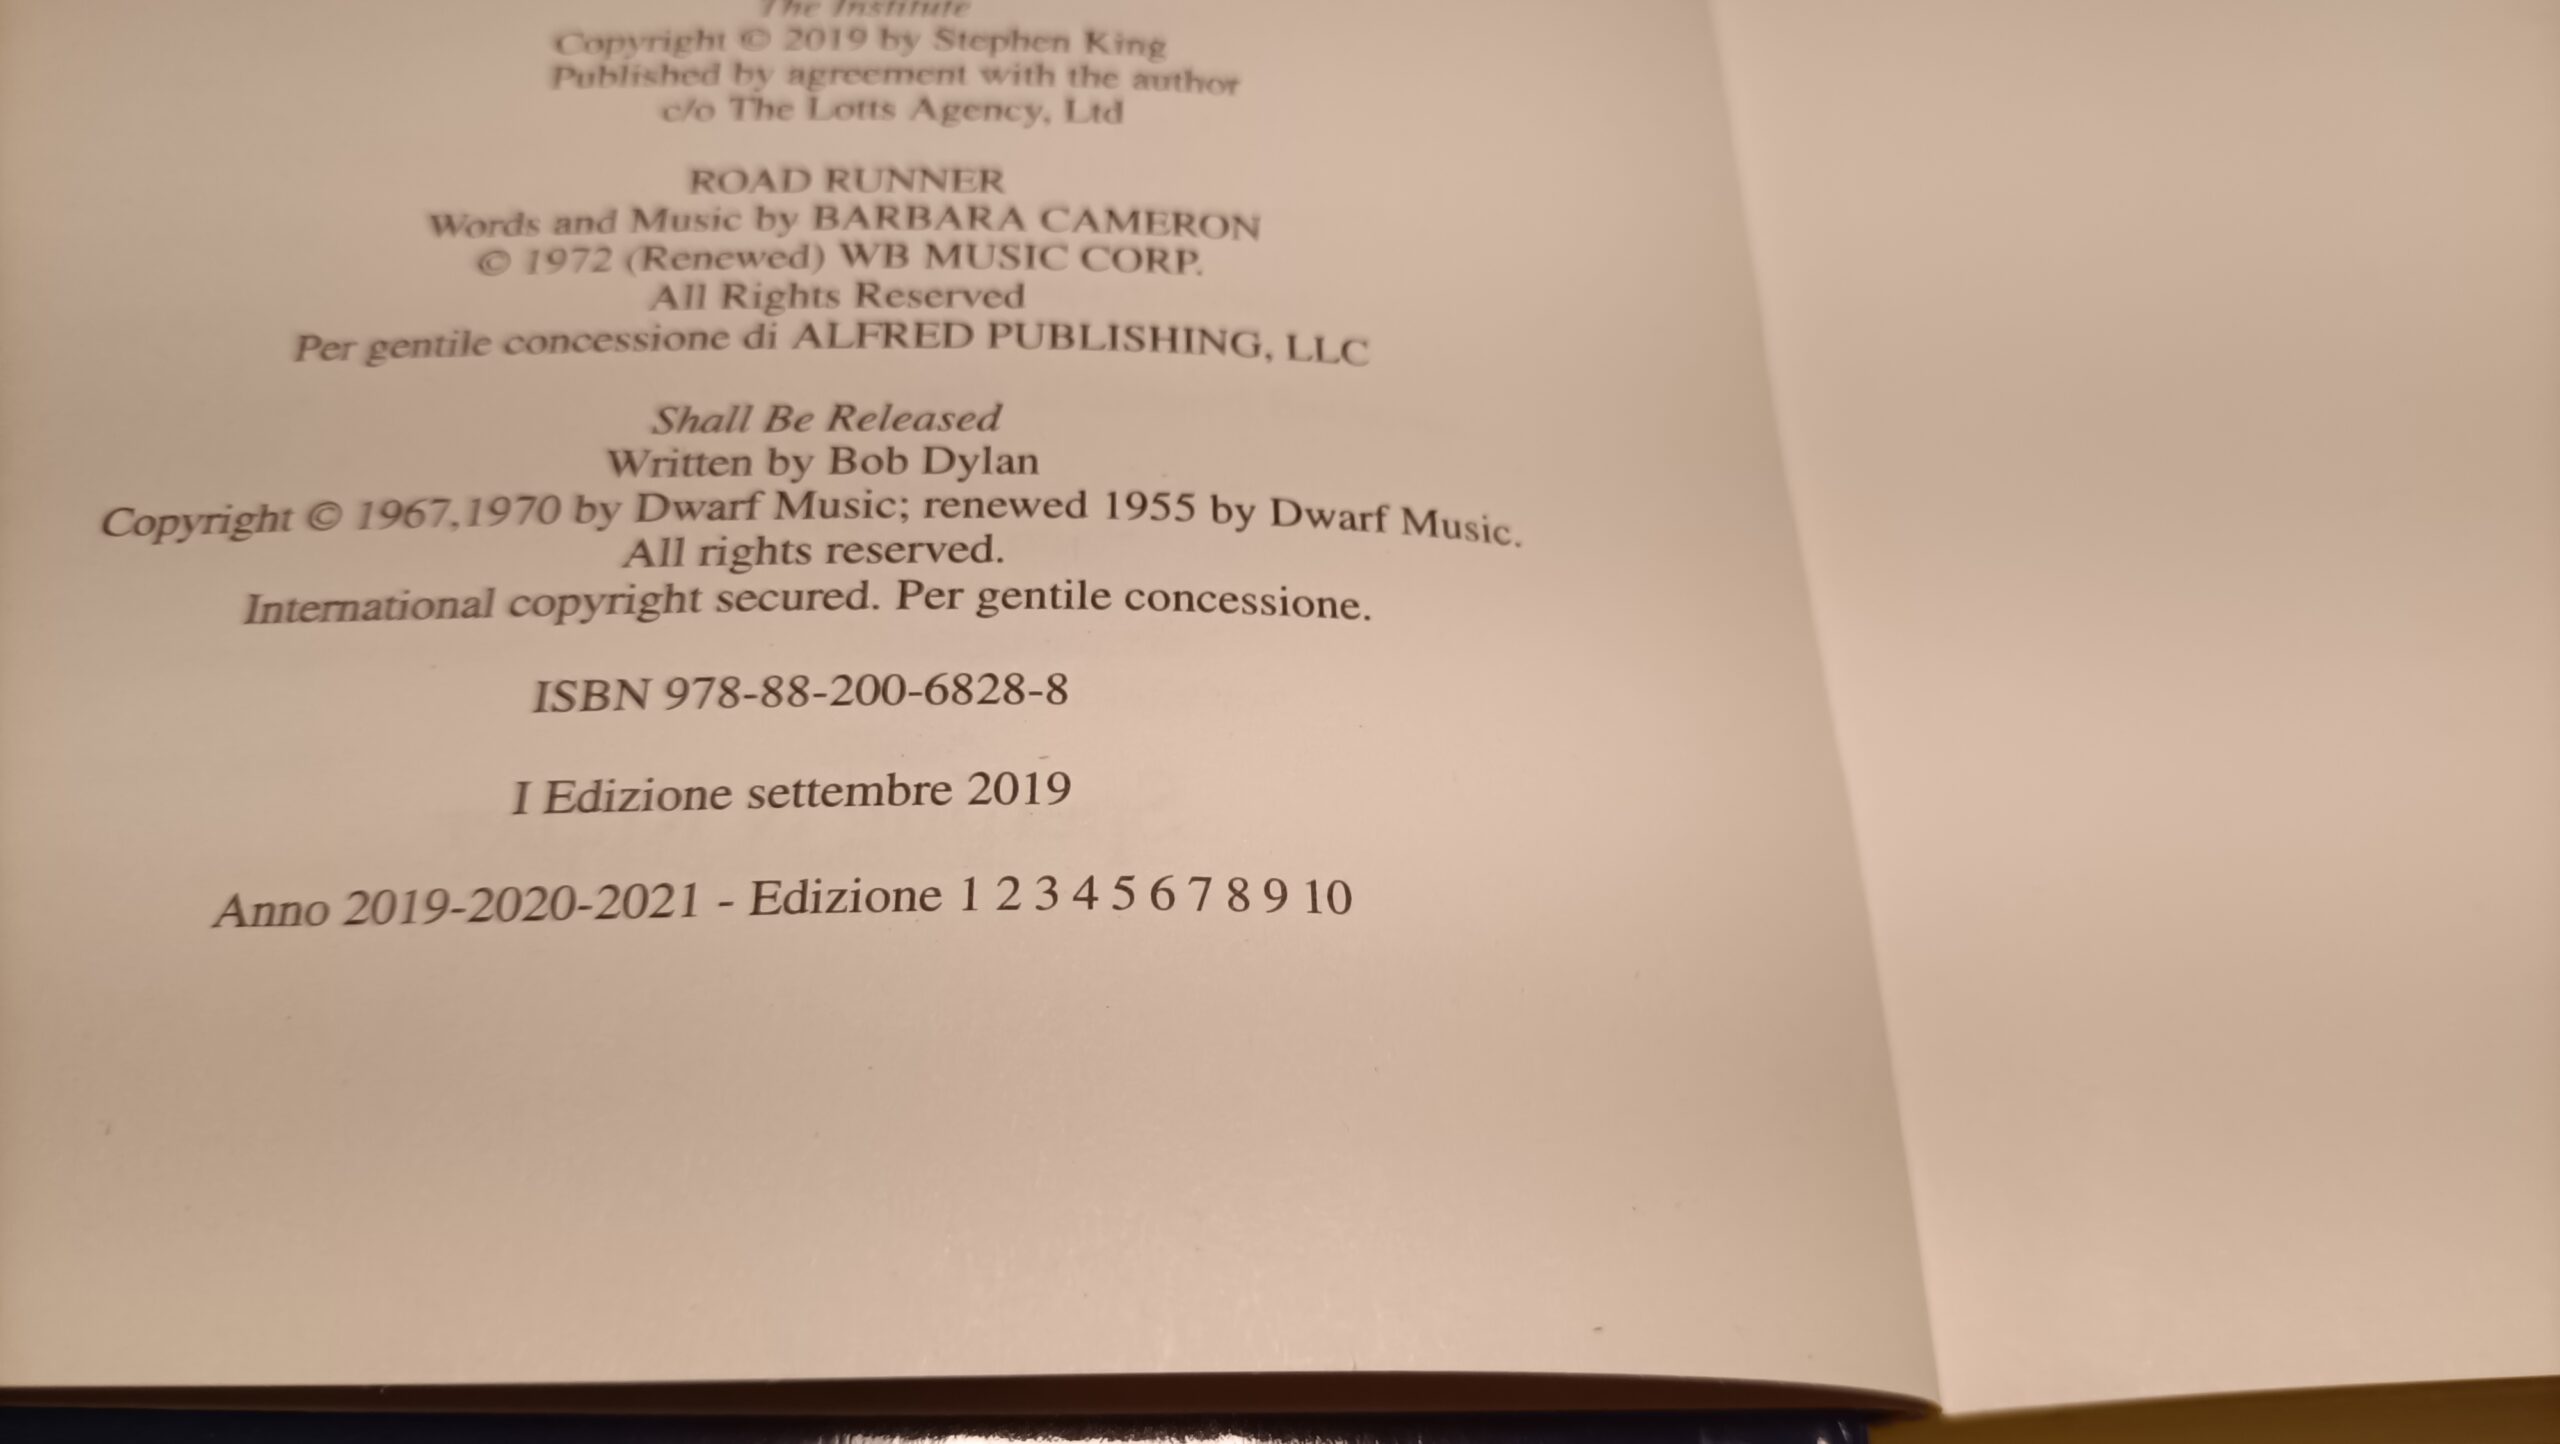 The Institute
Copyright © 2019 by Stephen King
Published by agreement with the author
c/o The Lotts Agency, Ltd
ROAD RUNNER
Words and Music by BARBARA CAMERON
© 1972 (Renewed) WB MUSIC CORP.
All Rights Reserved
Per gentile concessione di ALFRED PUBLISHING, LLC
Shall Be Released
Written by Bob Dylan
Copyright © 1967,1970 by Dwarf Music; renewed 1955 by Dwarf Music.
All rights reserved.
International copyright secured. Per gentile concessione.
ISBN 978-88-200-6828-8
I Edizione settembre 2019
Anno 2019-2020-2021 - Edizione 1 2 3 4 5 6 7 8 9 10